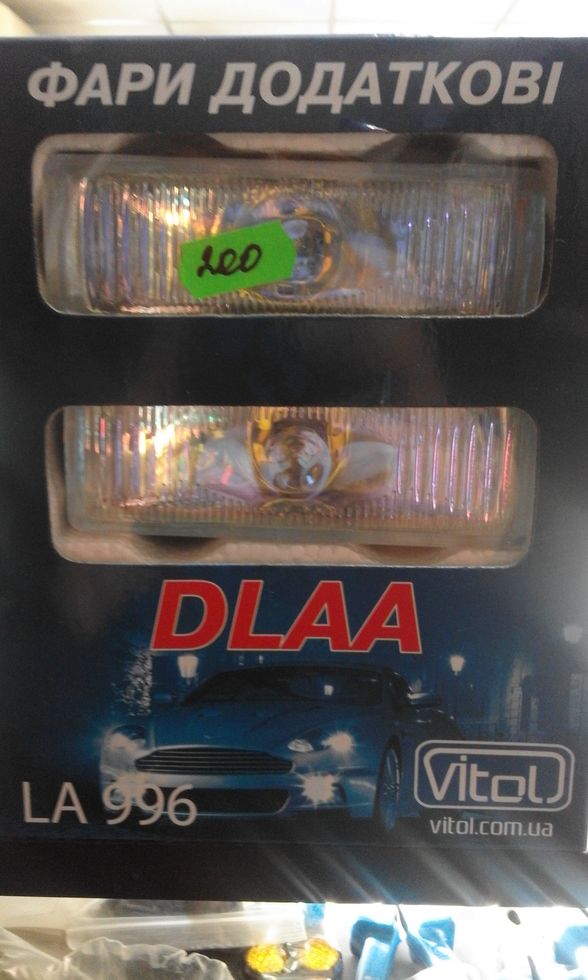 ФАРИ ДОДАТКОВІ
200
DLAA
LA 996
Vitol
vitol.com.ua